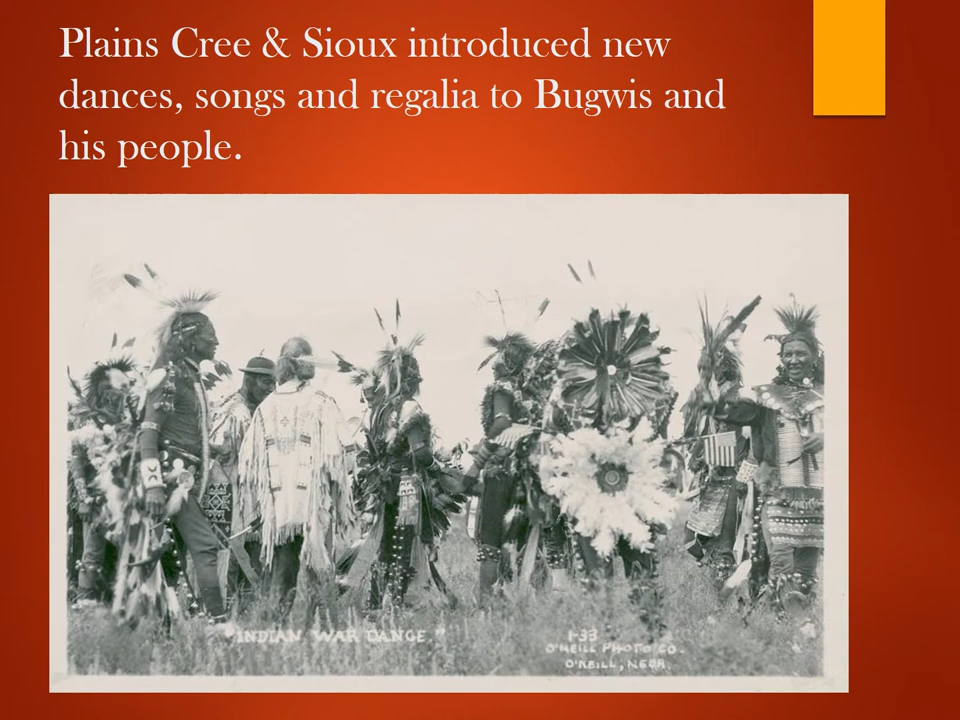 Plains Cree & Sioux introduced new
dances, songs and regalia to Bugwis and
his people.
"INDIAN WAR DANCE."
1-33
O'NEILL PHOTO CO.
O'NEILL, NEBR.